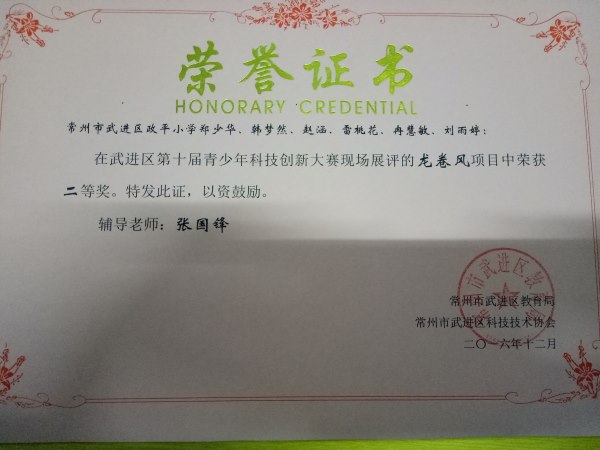 荣誉证书
HONORARY CREDENTIAL
常州市武进区政平小学郑少华、韩梦然、赵涵、雷桃花、冉慧敏、刘雨婷：
在武进区第十届青少年科技创新大赛现场展评的龙卷风项目中荣获
二等奖。特发此证，以资鼓励。
辅导老师：张国锋
常州市武进区教育局
常州市武进区科技技术协会
二〇一六年十二月